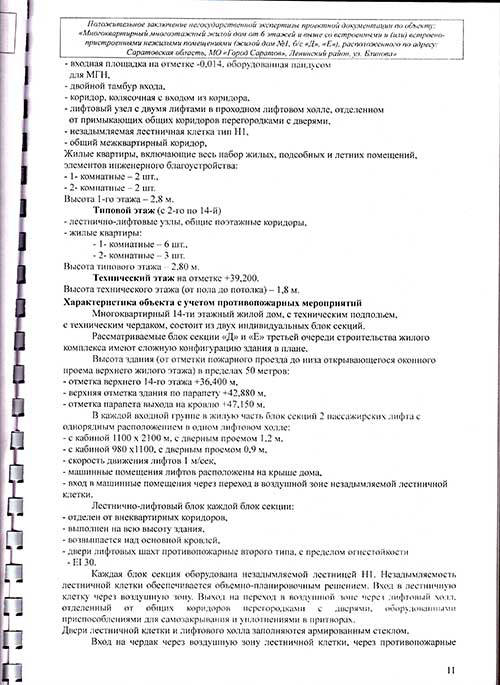 Положительное заключение негосударственной экспертизы проектной документации по объекту:
«Многоквартирный многоэтажный жилой дом от 6 этажей и выше со встроенными и (или) встроенно-
пристроенными нежилыми помещениями (жилой дом №1, б/с «Д», «Е»), расположенного по адресу:
Саратовская область, МО «Город Саратов», Ленинский район, ул. Блинова»
- входная площадка на отметке -0,014, оборудованная пандусом
для МГН,
- двойной тамбур входа,
- коридор, колясочная с входом из коридора,
- лифтовый узел с двумя лифтами в проходном лифтовом холле, отделенном
от примыкающих общих коридоров перегородками с дверями,
- незадымляемая лестничная клетка тип Н1,
- общий межквартирный коридор,
Жилые квартиры, включающие весь набор жилых, подсобных и летних помещений,
элементов инженерного благоустройства:
- 1- комнатные – 2 шт.,
- 2- комнатные – 2 шт.
Высота 1-го этажа – 2,8 м.
Типовой этаж (с 2-го по 14-й)
- лестнично-лифтовые узлы, общие поэтажные коридоры,
- жилые квартиры:
- 1- комнатные – 6 шт.,
- 2- комнатные – 3 шт.
Высота типового этажа – 2,80 м.
Технический этаж на отметке +39,200.
Высота технического этажа (от пола до потолка) – 1,8 м.
Характеристика объекта с учетом противопожарных мероприятий
Многоквартирный 14-ти этажный жилой дом, с техническим подпольем,
с техническим чердаком, состоит из двух индивидуальных блок секций.
Рассматриваемые блок секции «Д» и «Е» третьей очереди строительства жилого
комплекса имеют сложную конфигурацию здания в плане.
Высота здания (от отметки пожарного проезда до низа открывающегося оконного
проема верхнего жилого этажа) в пределах 50 метров:
- отметка верхнего 14-го этажа +36,400 м,
- верхняя отметка здания по парапету +42,880 м,
- отметка парапета выхода на кровлю +47,150 м.
В каждой входной группе в жилую часть блок секций 2 пассажирских лифта с
однорядным расположением в одном лифтовом холле:
- с кабиной 1100 х 2100 м, с дверным проемом 1,2 м,
- с кабиной 980 х1100, с дверным проемом 0,9 м,
- скорость движения лифтов 1 м/сек,
- машинные помещения лифтов расположены на крыше дома,
- вход в машинные помещения через переход в воздушной зоне незадымляемой лестничной
клетки.
Лестнично-лифтовый блок каждой блок секции:
- отделен от внеквартирных коридоров,
- выполнен на всю высоту здания,
- возвышается над основной кровлей,
- двери лифтовых шахт противопожарные второго типа, с пределом огнестойкости
- EI 30.
Каждая блок секция оборудована незадымляемой лестницей Н1. Незадымляемость
лестничной клетки обеспечивается объемно-планировочным решением. Вход в лестничную
клетку через воздушную зону. Выход на переход в воздушной зоне через лифтовый холл,
отделенный от общих коридоров перегородками с дверями, оборудованными
приспособлениями для самозакрывания и уплотнениями в притворах.
Двери лестничной клетки и лифтового холла заполняются армированным стеклом.
Вход на чердак через воздушную зону лестничной клетки, через противопожарные
11